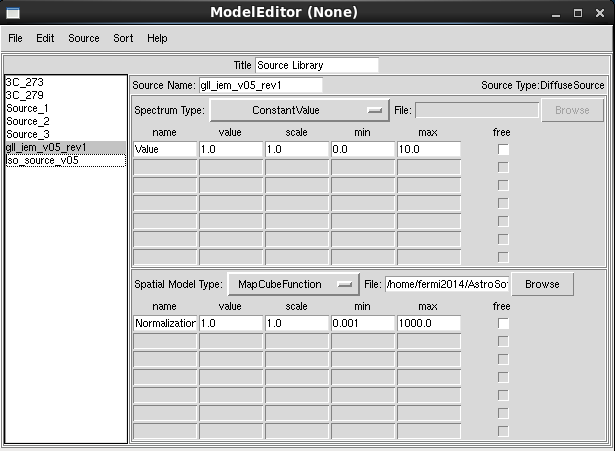 ModelEditor (None)
File Edit Source Sort Help
Title Source Library
3C_273
3C_279
Source_1
Source_2
Source_3
gll_iem_v05_rev1
iso_source_v05
Source Name: gll_iem_v05_rev1 Source Type:DiffuseSource
Spectrum Type: ConstantValue File: Browse
name value scale min max free
Value 1.0 1.0 0.0 10.0
Spatial Model Type: MapCubeFunction File: /home/fermi2014/AstroSof Browse
name value scale min max free
Normalization 1.0 1.0 0.001 1000.0